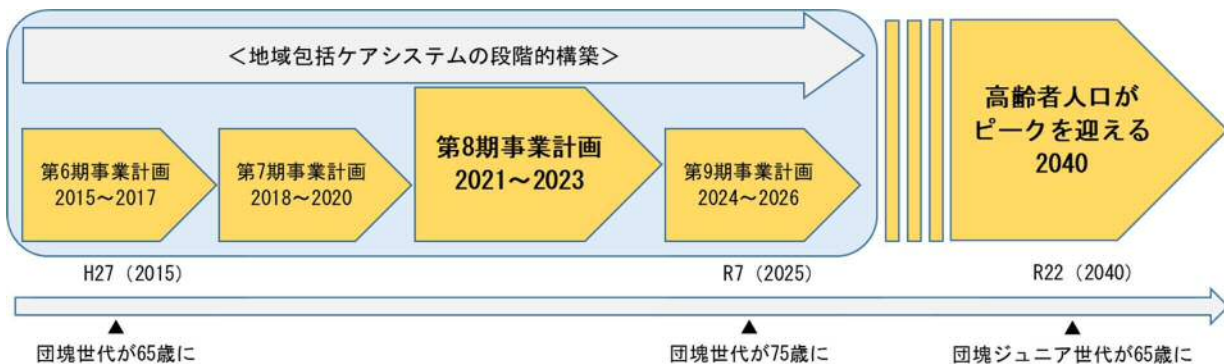 ＜地域包括ケアシステムの段階的構築＞
第6期事業計画
2015～2017
第7期事業計画
2018～2020
第8期事業計画
2021～2023
第9期事業計画
2024～2026
高齢者人口が
ピークを迎える
2040
H27（2015）
R7（2025）
R22（2040）
▲
▲
▲
団塊世代が65歳に
団塊世代が75歳に
団塊ジュニア世代が65歳に